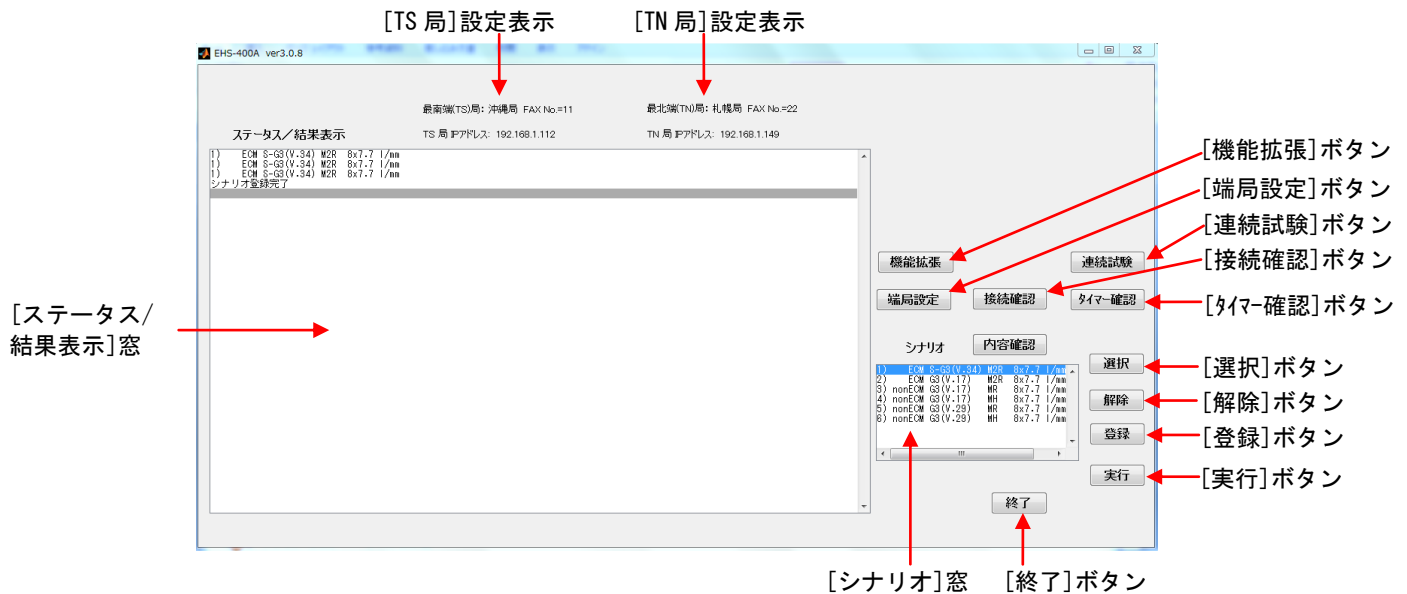 [TS 局]設定表示
[TN 局]設定表示
EHS-400A ver3.0.8
最南端(TS)局: 沖縄局 FAX No.=11
最北端(TN)局: 札幌局 FAX No.=22
ステータス/結果表示
TS 局 IPアドレス: 192.168.1.112
TN 局 IPアドレス: 192.168.1.149
1) ECM S-G3(V.34) M2R 8x7.7 l/mm
1) ECM S-G3(V.34) M2R 8x7.7 l/mm
1) ECM S-G3(V.34) M2R 8x7.7 l/mm
シナリオ登録完了
[ステータス/
結果表示]窓
機能拡張
連続試験
端局設定
接続確認
タイマー確認
シナリオ
内容確認
1) ECM S-G3(V.34) M2R 8x7.7 l/mm
2) ECM G3(V.17) M2R 8x7.7 l/mm
3) nonECM G3(V.17) MR 8x7.7 l/mm
4) nonECM G3(V.17) MH 8x7.7 l/mm
5) nonECM G3(V.29) MR 8x7.7 l/mm
6) nonECM G3(V.29) MH 8x7.7 l/mm
選択
解除
登録
実行
終了
[機能拡張]ボタン
[端局設定]ボタン
[連続試験]ボタン
[接続確認]ボタン
[ﾀｲﾏｰ確認]ボタン
[選択]ボタン
[解除]ボタン
[登録]ボタン
[実行]ボタン
[シナリオ]窓
[終了]ボタン